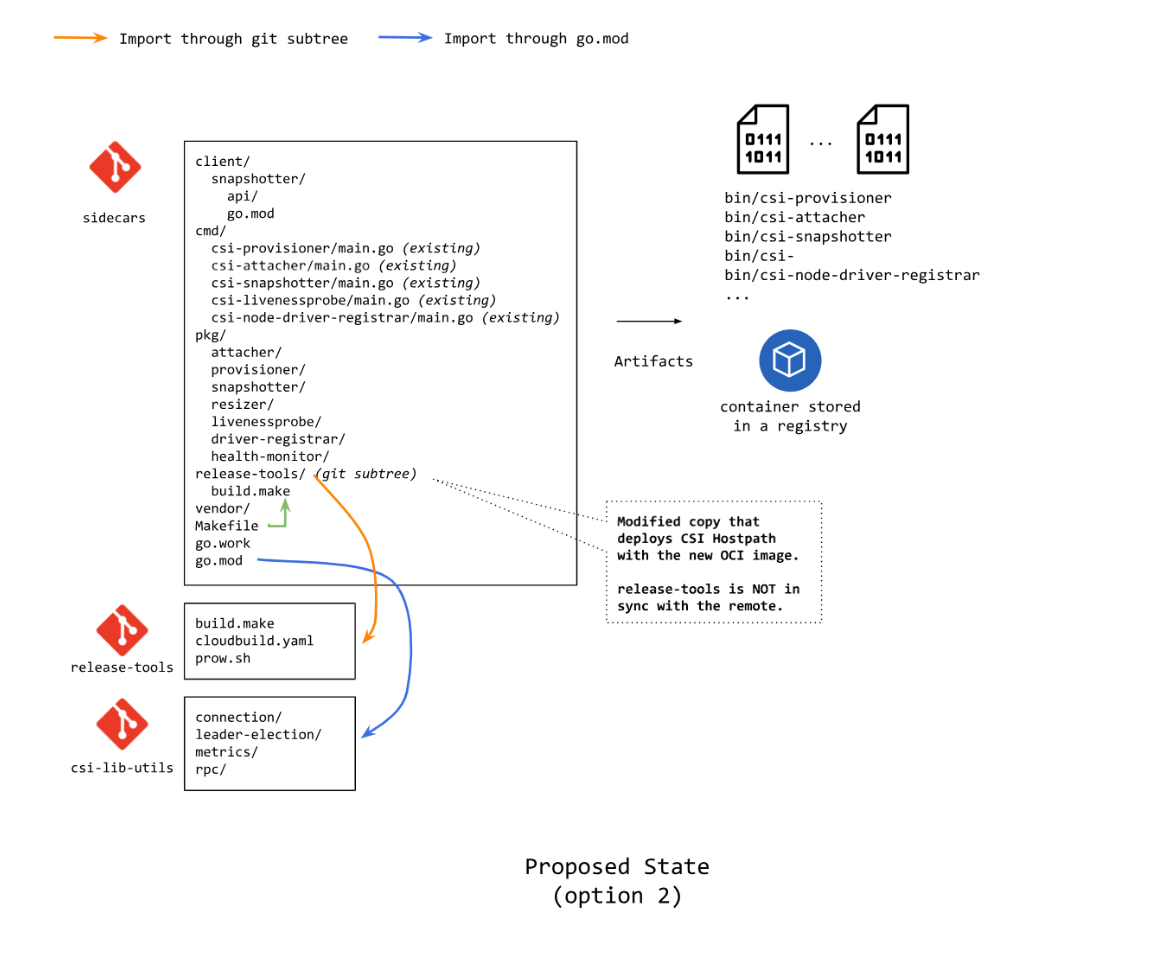 Import through git subtree
Import through go.mod
sidecars
client/
snapshotter/
api/
go.mod
cmd/
csi-provisioner/main.go (existing)
csi-attacher/main.go (existing)
csi-snapshotter/main.go (existing)
csi-livenessprobe/main.go (existing)
csi-node-driver-registrar/main.go (existing)
pkg/
attacher/
provisioner/
snapshotter/
resizer/
livenessprobe/
driver-registrar/
health-monitor/
release-tools/ (git subtree)
build.make
vendor/
Makefile
go.work
go.mod
Artifacts
0111
1011
...
0111
1011
bin/csi-provisioner
bin/csi-attacher
bin/csi-snapshotter
bin/csi-
bin/csi-node-driver-registrar
...
container stored
in a registry
Modified copy that
deploys CSI Hostpath
with the new OCI image.
release-tools is NOT in
sync with the remote.
release-tools
build.make
cloudbuild.yaml
prow.sh
csi-lib-utils
connection/
leader-election/
metrics/
rpc/
Proposed State
(option 2)